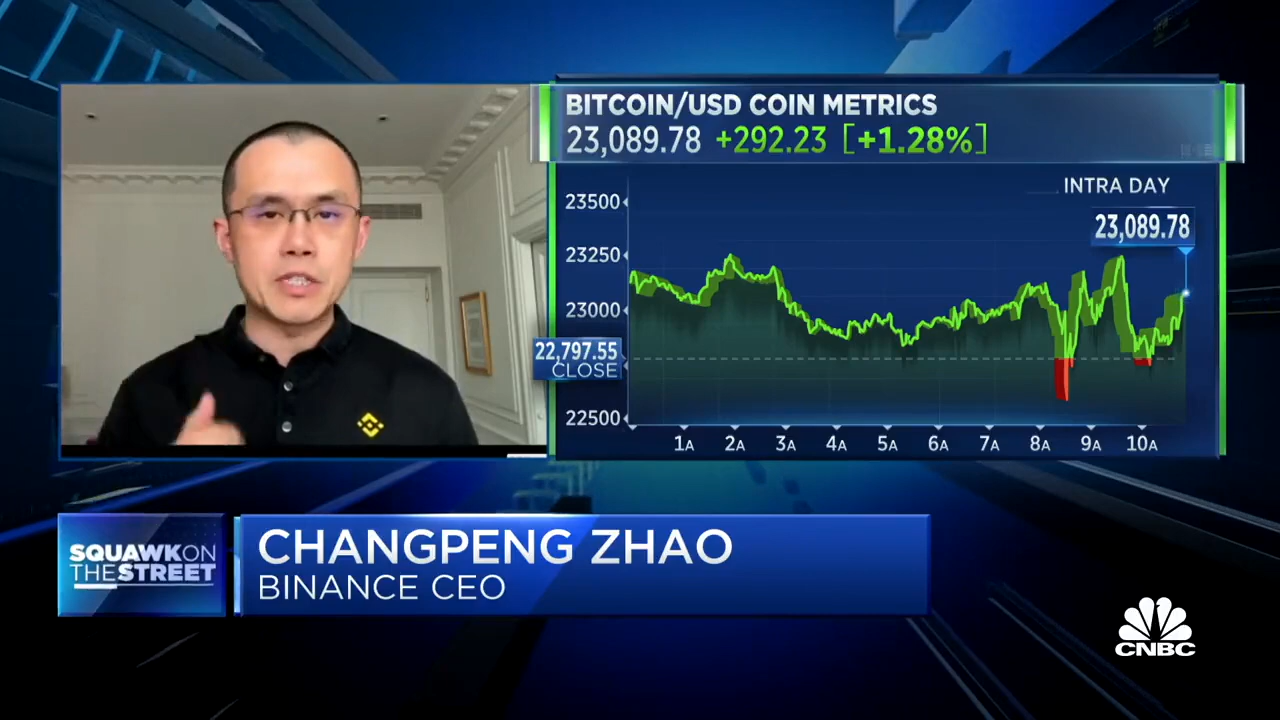 BITCOIN/USD COIN METRICS
23,089.78 +292.23 [+1.28%]
INTRA DAY
23,089.78
23500
23250
23000
22,797.55
CLOSE
22500
1A 2A 3A 4A 5A 6A 7A 8A 9A 10A
SQUAWK ON
THE STREET
CHANGPENG ZHAO
BINANCE CEO
CNBC